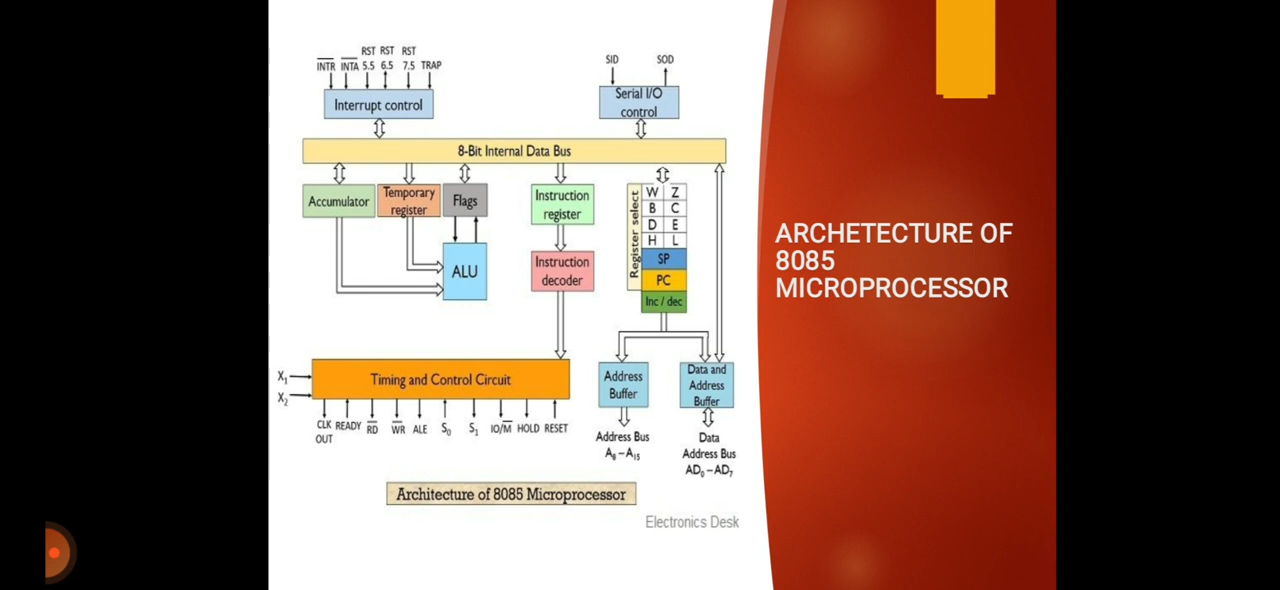 RST RST RST
INTR INTA 5.5 6.5 7.5 TRAP
Interrupt control
SID SOD
Serial I/O
control
8-Bit Internal Data Bus
Accumulator
Temporary
register
Flags
ALU
Instruction
register
Instruction
decoder
Register select
W Z
B C
D E
H L
SP
PC
Inc / dec
X₁
X₂
Timing and Control Circuit
CLK READY RD WR ALE S₀ S₁ IO/M HOLD RESET
OUT
Address
Buffer
Data and
Address
Buffer
Address Bus
A₈ – A₁₅
Data
Address Bus
AD₀ – AD₇
Architecture of 8085 Microprocessor
Electronics Desk
ARCHETECTURE OF
8085
MICROPROCESSOR